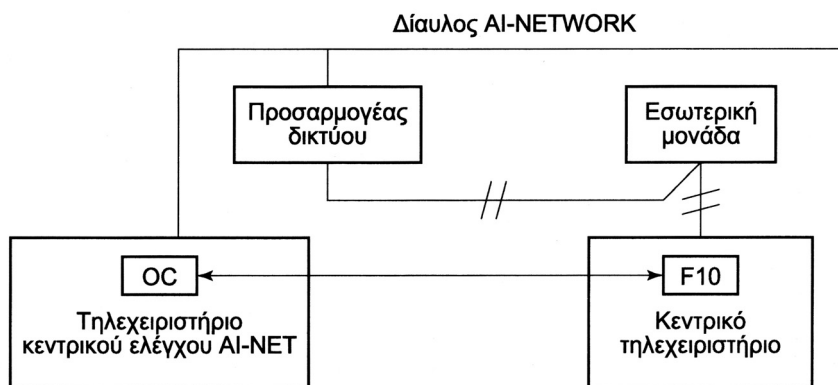 Δίαυλος AI-NETWORK
Προσαρμογέας
δικτύου
Εσωτερική
μονάδα
OC
F10
Τηλεχειριστήριο
κεντρικού ελέγχου AI-NET
Κεντρικό
τηλεχειριστήριο